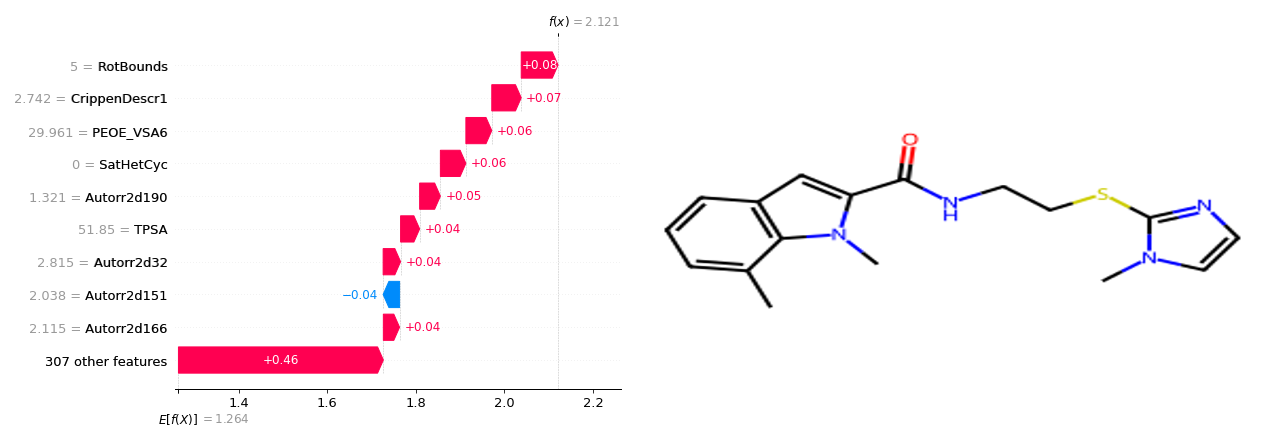 f(x) = 2.121
5 = RotBounds +0.08
2.742 = CrippenDescr1 +0.07
29.961 = PEOE_VSA6 +0.06
0 = SatHetCyc +0.06
1.321 = Autorr2d190 +0.05
51.85 = TPSA +0.04
2.815 = Autorr2d32 +0.04
2.038 = Autorr2d151 −0.04
2.115 = Autorr2d166 +0.04
307 other features +0.46
1.4 1.6 1.8 2.0 2.2
E[f(X)] = 1.264
O
S
N
N
H
N
N